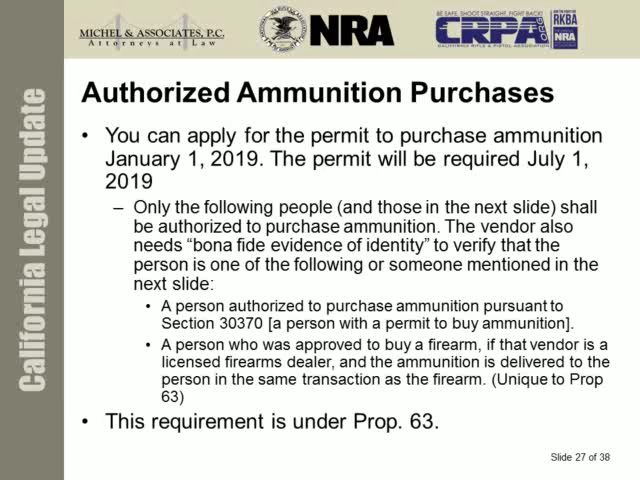 MICHEL & ASSOCIATES, P.C.
Attorneys at Law
NRA
BE SAFE, SHOOT STRAIGHT, FIGHT BACK!
CRPA
.ORG
CALIFORNIA RIFLE & PISTOL ASSOCIATION
RKBA
NRA
California Legal Update
Authorized Ammunition Purchases
• You can apply for the permit to purchase ammunition
January 1, 2019. The permit will be required July 1,
2019
– Only the following people (and those in the next slide) shall
be authorized to purchase ammunition. The vendor also
needs “bona fide evidence of identity” to verify that the
person is one of the following or someone mentioned in the
next slide:
• A person authorized to purchase ammunition pursuant to
Section 30370 [a person with a permit to buy ammunition].
• A person who was approved to buy a firearm, if that vendor is a
licensed firearms dealer, and the ammunition is delivered to the
person in the same transaction as the firearm. (Unique to Prop
63)
• This requirement is under Prop. 63.
Slide 27 of 38